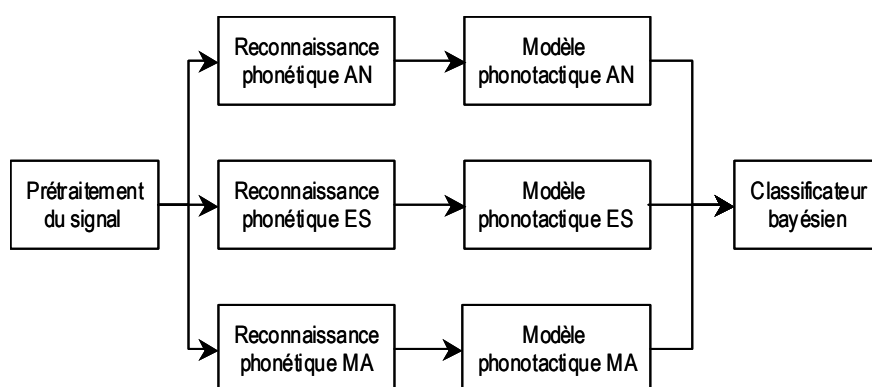 Prétraitement
du signal
Reconnaissance
phonétique AN
Modèle
phonotactique AN
Reconnaissance
phonétique ES
Modèle
phonotactique ES
Reconnaissance
phonétique MA
Modèle
phonotactique MA
Classificateur
bayésien